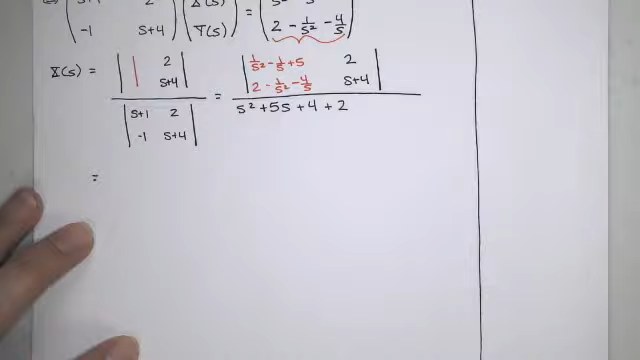 -1 s+4) (Y(s)) = (2 - 1/s² - 4/s)
X(s) = | 2 | = | 1/s² - 1/s + 5 2 |
| s+4 | | 2 - 1/s² - 4/s s+4 |
| s+1 2 | s² + 5s + 4 + 2
| -1 s+4 |
=